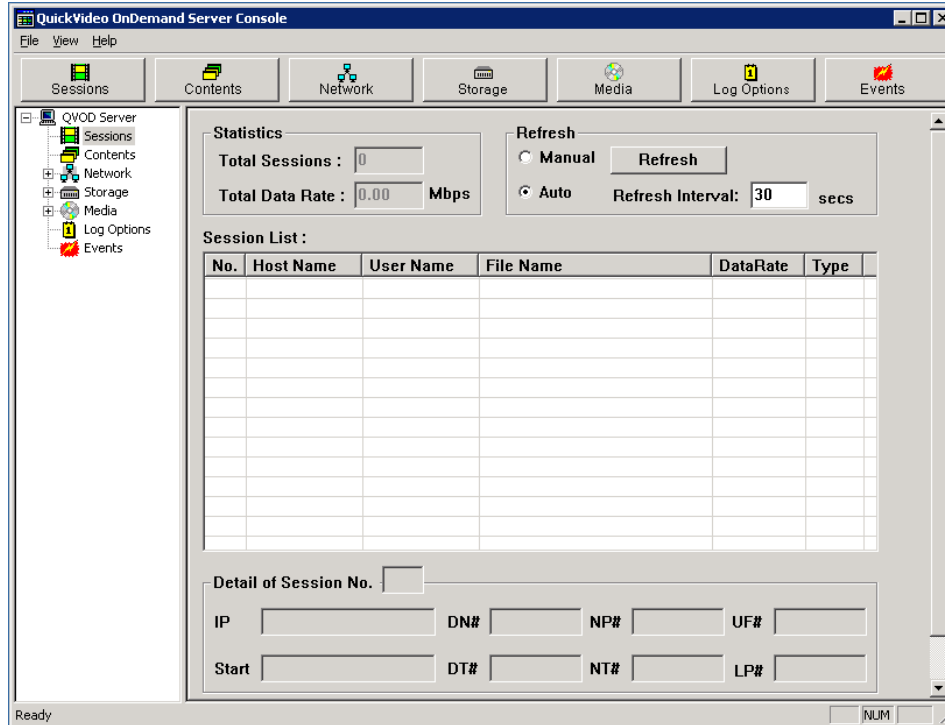 QuickVideo OnDemand Server Console
File View Help
Sessions Contents Network Storage Media Log Options Events
QVOD Server
Sessions
Contents
Network
Storage
Media
Log Options
Events
Statistics
Total Sessions : 0
Total Data Rate : 0.00 Mbps
Refresh
Manual Refresh
Auto Refresh Interval: 30 secs
Session List :
No. Host Name User Name File Name DataRate Type
Detail of Session No.
IP DN# NP# UF#
Start DT# NT# LP#
Ready NUM